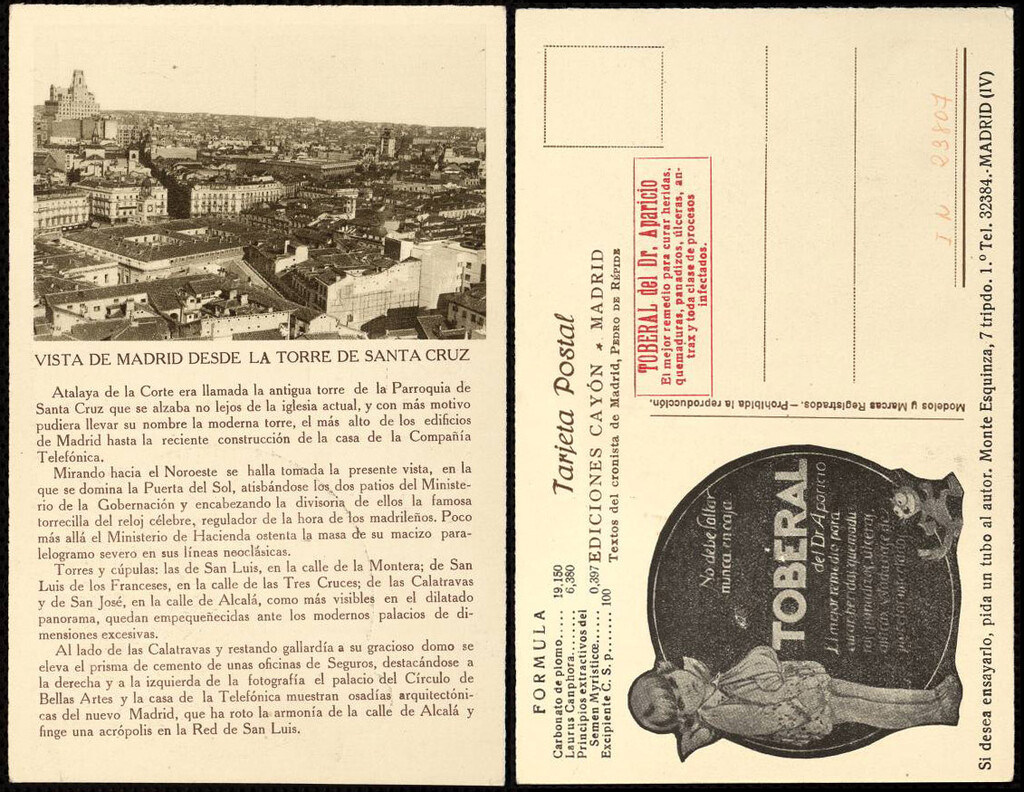 VISTA DE MADRID DESDE LA TORRE DE SANTA CRUZ
Atalaya de la Corte era llamada la antigua torre de la Parroquia de
Santa Cruz que se alzaba no lejos de la iglesia actual, y con más motivo
pudiera llevar su nombre la moderna torre, el más alto de los edificios
de Madrid hasta la reciente construcción de la casa de la Compañía
Telefónica.
Mirando hacia el Noroeste se halla tomada la presente vista, en la
que se domina la Puerta del Sol, atisbándose los dos patios del Ministe-
rio de la Gobernación y encabezando la divisoria de ellos la famosa
torrecilla del reloj célebre, regulador de la hora de los madrileños. Poco
más allá el Ministerio de Hacienda ostenta la masa de su macizo para-
lelogramo severo en sus líneas neoclásicas.
Torres y cúpulas: las de San Luis, en la calle de la Montera; de San
Luis de los Franceses, en la calle de las Tres Cruces; de las Calatravas
y de San José, en la calle de Alcalá, como más visibles en el dilatado
panorama, quedan empequeñecidas ante los modernos palacios de di-
mensiones excesivas.
Al lado de las Calatravas y restando gallardía a su gracioso domo se
eleva el prisma de cemento de unas oficinas de Seguros, destacándose a
la derecha y a la izquierda de la fotografía el palacio del Círculo de
Bellas Artes y la casa de la Telefónica muestran osadías arquitectóni-
cas del nuevo Madrid, que ha roto la armonía de la calle de Alcalá y
finge una acrópolis en la Red de San Luis.
FORMULA
Carbonato de plomo...... 19,180
Laurus Canphora........ 6,380
Principios extractivos del
Semen Myristicœ...... 0,397
Excipiente C. S. p........ 100
Tarjeta Postal
EDICIONES CAYÓN * MADRID
Textos del cronista de Madrid, PEDRO DE RÉPIDE
TOBERAL del Dr. Aparicio
El mejor remedio para curar heridas,
quemaduras, panadizos, úlceras, an-
trax y toda clase de procesos
infectados.
Modelos y Marcas Registrados.—Prohibida la reproducción.
No debe faltar
nunca en caja
TOBERAL
del Dr. Aparicio
El mejor remedio para
curar heridas, quemadu-
ras, panadizos, úlceras,
IN 23807
Si desea ensayarlo, pida un tubo al autor. Monte Esquinza, 7 tripdo. 1.º Tel. 32384.-MADRID (IV)